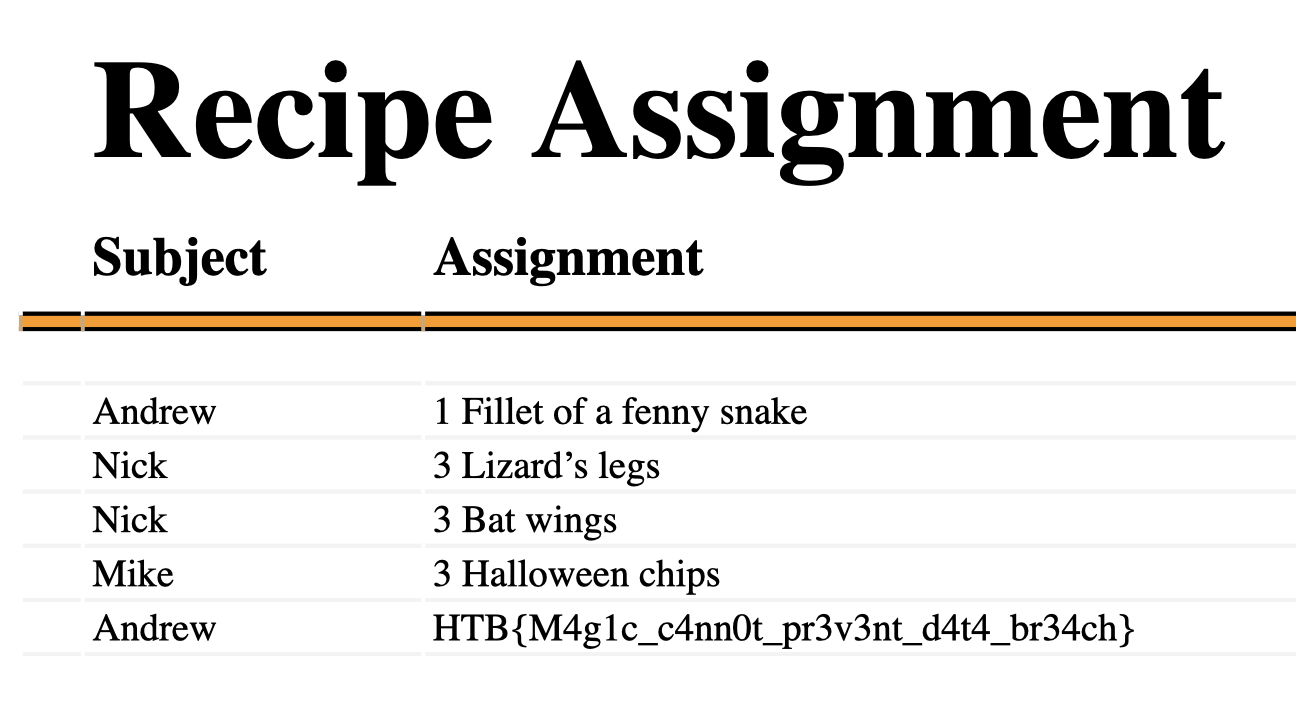 Recipe Assignment
Subject Assignment
Andrew 1 Fillet of a fenny snake
Nick 3 Lizard’s legs
Nick 3 Bat wings
Mike 3 Halloween chips
Andrew HTB{M4g1c_c4nn0t_pr3v3nt_d4t4_br34ch}